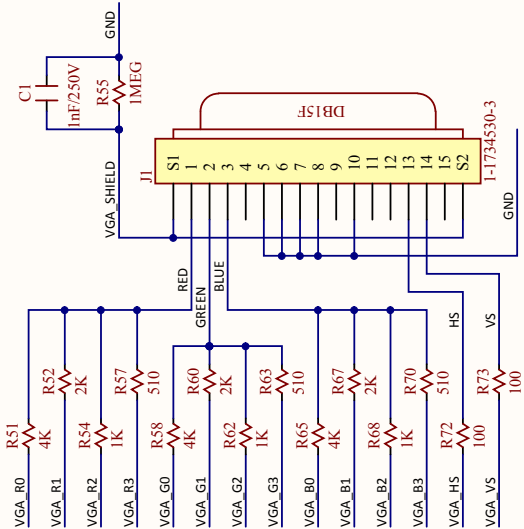 GND
C1
1nF/250V
R55
1MEG
VGA_SHIELD
DB15F
J1
1-1734530-3
S1
1
2
3
4
5
6
7
8
9
10
11
12
13
14
15
S2
GND
RED
GREEN
BLUE
HS
VS
R51
4K
R52
2K
R54
1K
R57
510
R58
4K
R60
2K
R62
1K
R63
510
R65
4K
R67
2K
R68
1K
R70
510
R72
100
R73
100
VGA_R0
VGA_R1
VGA_R2
VGA_R3
VGA_G0
VGA_G1
VGA_G2
VGA_G3
VGA_B0
VGA_B1
VGA_B2
VGA_B3
VGA_HS
VGA_VS